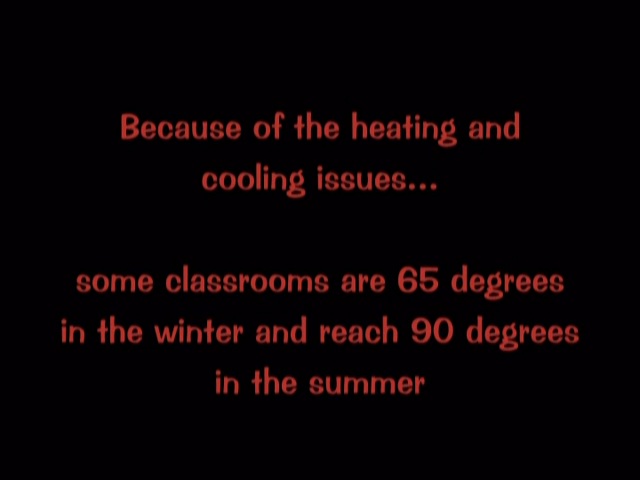 Because of the heating and
cooling issues...
some classrooms are 65 degrees
in the winter and reach 90 degrees
in the summer